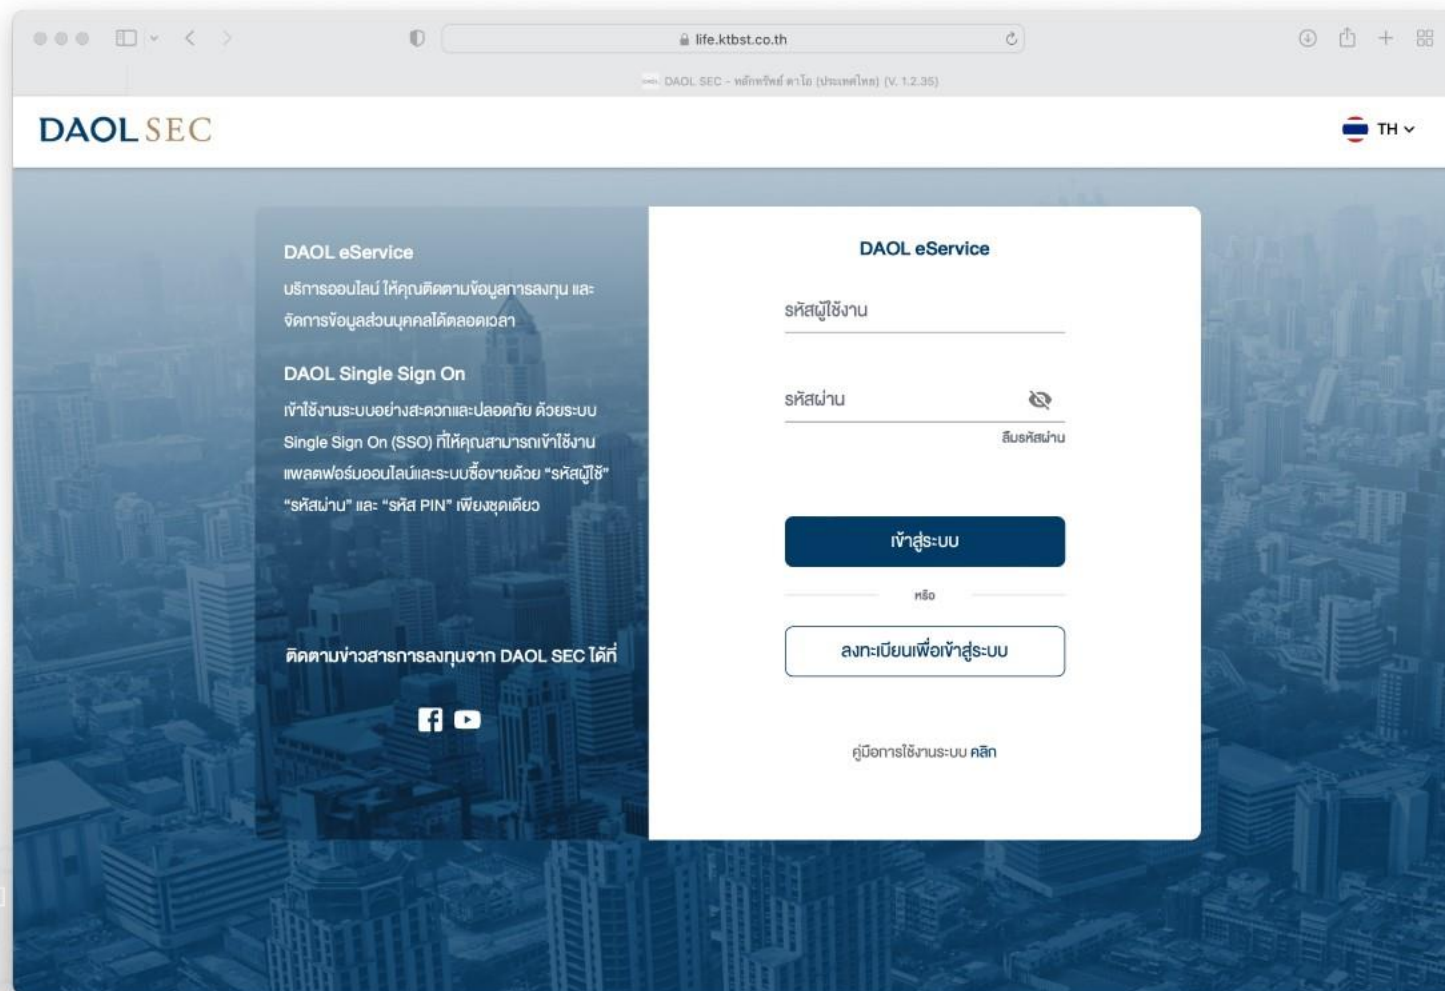 life.ktbst.co.th
DAOL SEC - หลักทรัพย์ ดาโอ (ประเทศไทย) (V. 1.2.35)
DAOL SEC
TH
DAOL eService
บริการออนไลน์ ให้คุณติดตามข้อมูลการลงทุน และ
จัดการข้อมูลส่วนบุคคลได้ตลอดเวลา
DAOL Single Sign On
เข้าใช้งานระบบอย่างสะดวกและปลอดภัย ด้วยระบบ
Single Sign On (SSO) ที่ให้คุณสามารถเข้าใช้งาน
แพลตฟอร์มออนไลน์และระบบซื้อขายด้วย “รหัสผู้ใช้”
“รหัสผ่าน” และ “รหัส PIN” เพียงชุดเดียว
ติดตามข่าวสารการลงทุนจาก DAOL SEC ได้ที่
DAOL eService
รหัสผู้ใช้งาน
รหัสผ่าน
ลืมรหัสผ่าน
เข้าสู่ระบบ
หรือ
ลงทะเบียนเพื่อเข้าสู่ระบบ
คู่มือการใช้งานระบบ คลิก